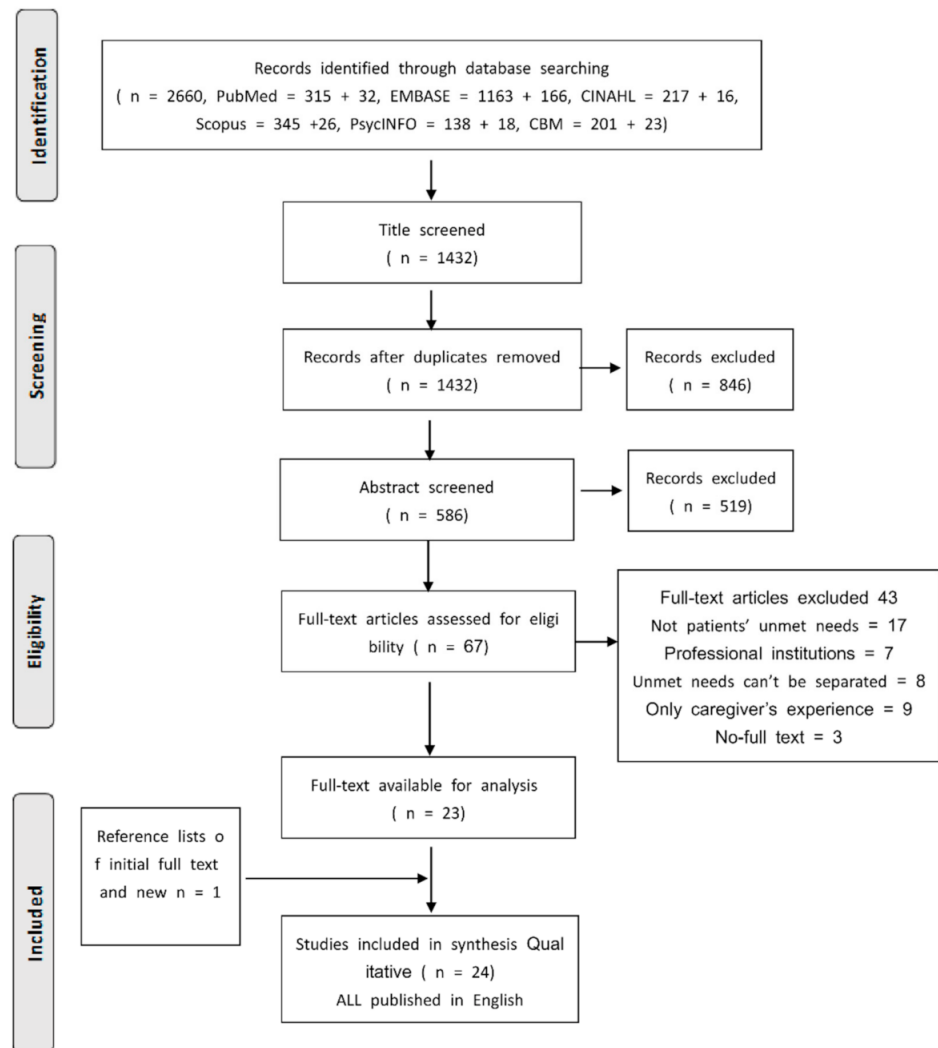 Identification
Records identified through database searching
( n = 2660, PubMed = 315 + 32, EMBASE = 1163 + 166, CINAHL = 217 + 16,
Scopus = 345 +26, PsycINFO = 138 + 18, CBM = 201 + 23)
Title screened
( n = 1432)
Screening
Records after duplicates removed
( n = 1432)
Records excluded
( n = 846)
Abstract screened
( n = 586)
Records excluded
( n = 519)
Eligibility
Full-text articles assessed for eligi
bility ( n = 67)
Full-text articles excluded 43
Not patients’ unmet needs = 17
Professional institutions = 7
Unmet needs can’t be separated = 8
Only caregiver’s experience = 9
No-full text = 3
Full-text available for analysis
( n = 23)
Included
Reference lists o
f initial full text
and new n = 1
Studies included in synthesis Qual
itative ( n = 24)
ALL published in English